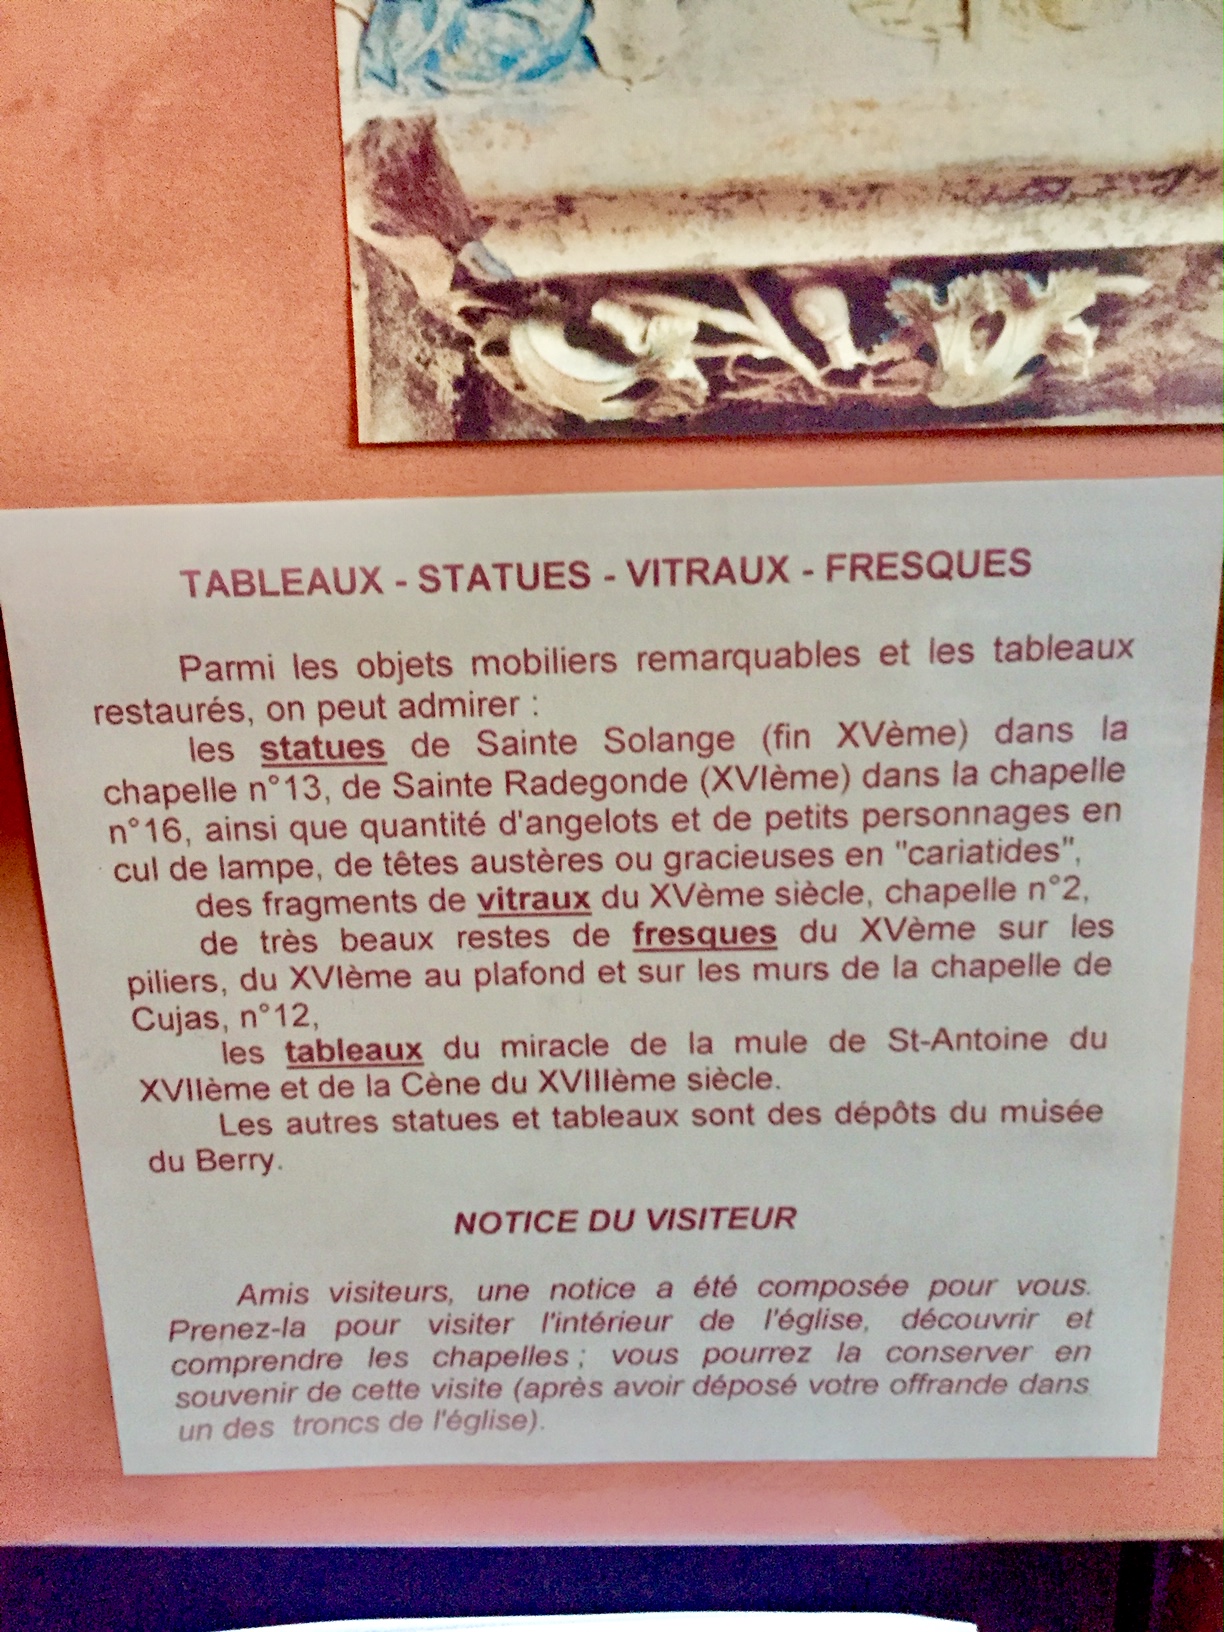 TABLEAUX - STATUES - VITRAUX - FRESQUES
Parmi les objets mobiliers remarquables et les tableaux
restaurés, on peut admirer :
les statues de Sainte Solange (fin XVème) dans la
chapelle n°13, de Sainte Radegonde (XVIème) dans la chapelle
n°16, ainsi que quantité d'angelots et de petits personnages en
cul de lampe, de têtes austères ou gracieuses en "cariatides",
des fragments de vitraux du XVème siècle, chapelle n°2,
de très beaux restes de fresques du XVème sur les
piliers, du XVIème au plafond et sur les murs de la chapelle de
Cujas, n°12,
les tableaux du miracle de la mule de St-Antoine du
XVIIème et de la Cène du XVIIIème siècle.
Les autres statues et tableaux sont des dépôts du musée
du Berry.
NOTICE DU VISITEUR
Amis visiteurs, une notice a été composée pour vous.
Prenez-la pour visiter l'intérieur de l'église, découvrir et
comprendre les chapelles ; vous pourrez la conserver en
souvenir de cette visite (après avoir déposé votre offrande dans
un des troncs de l'église).